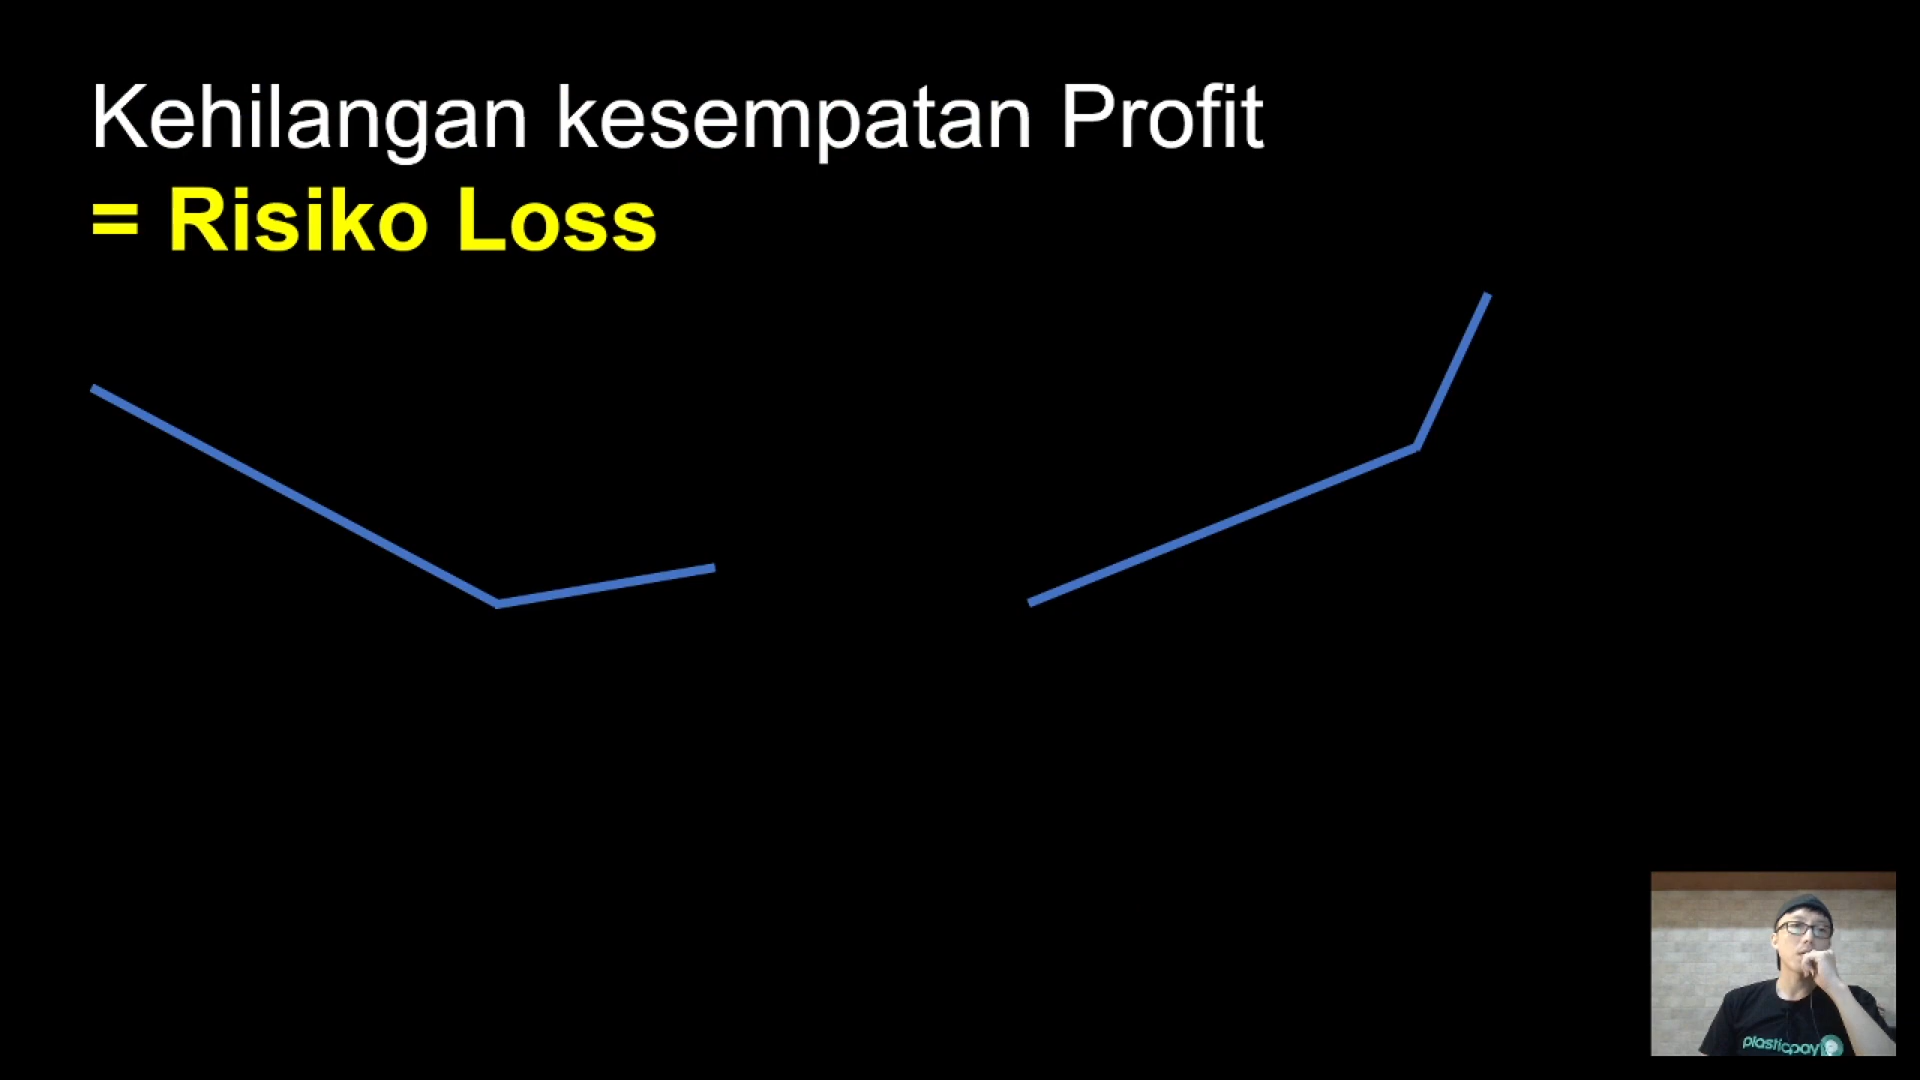 Kehilangan kesempatan Profit
= Risiko Loss
plasticpay